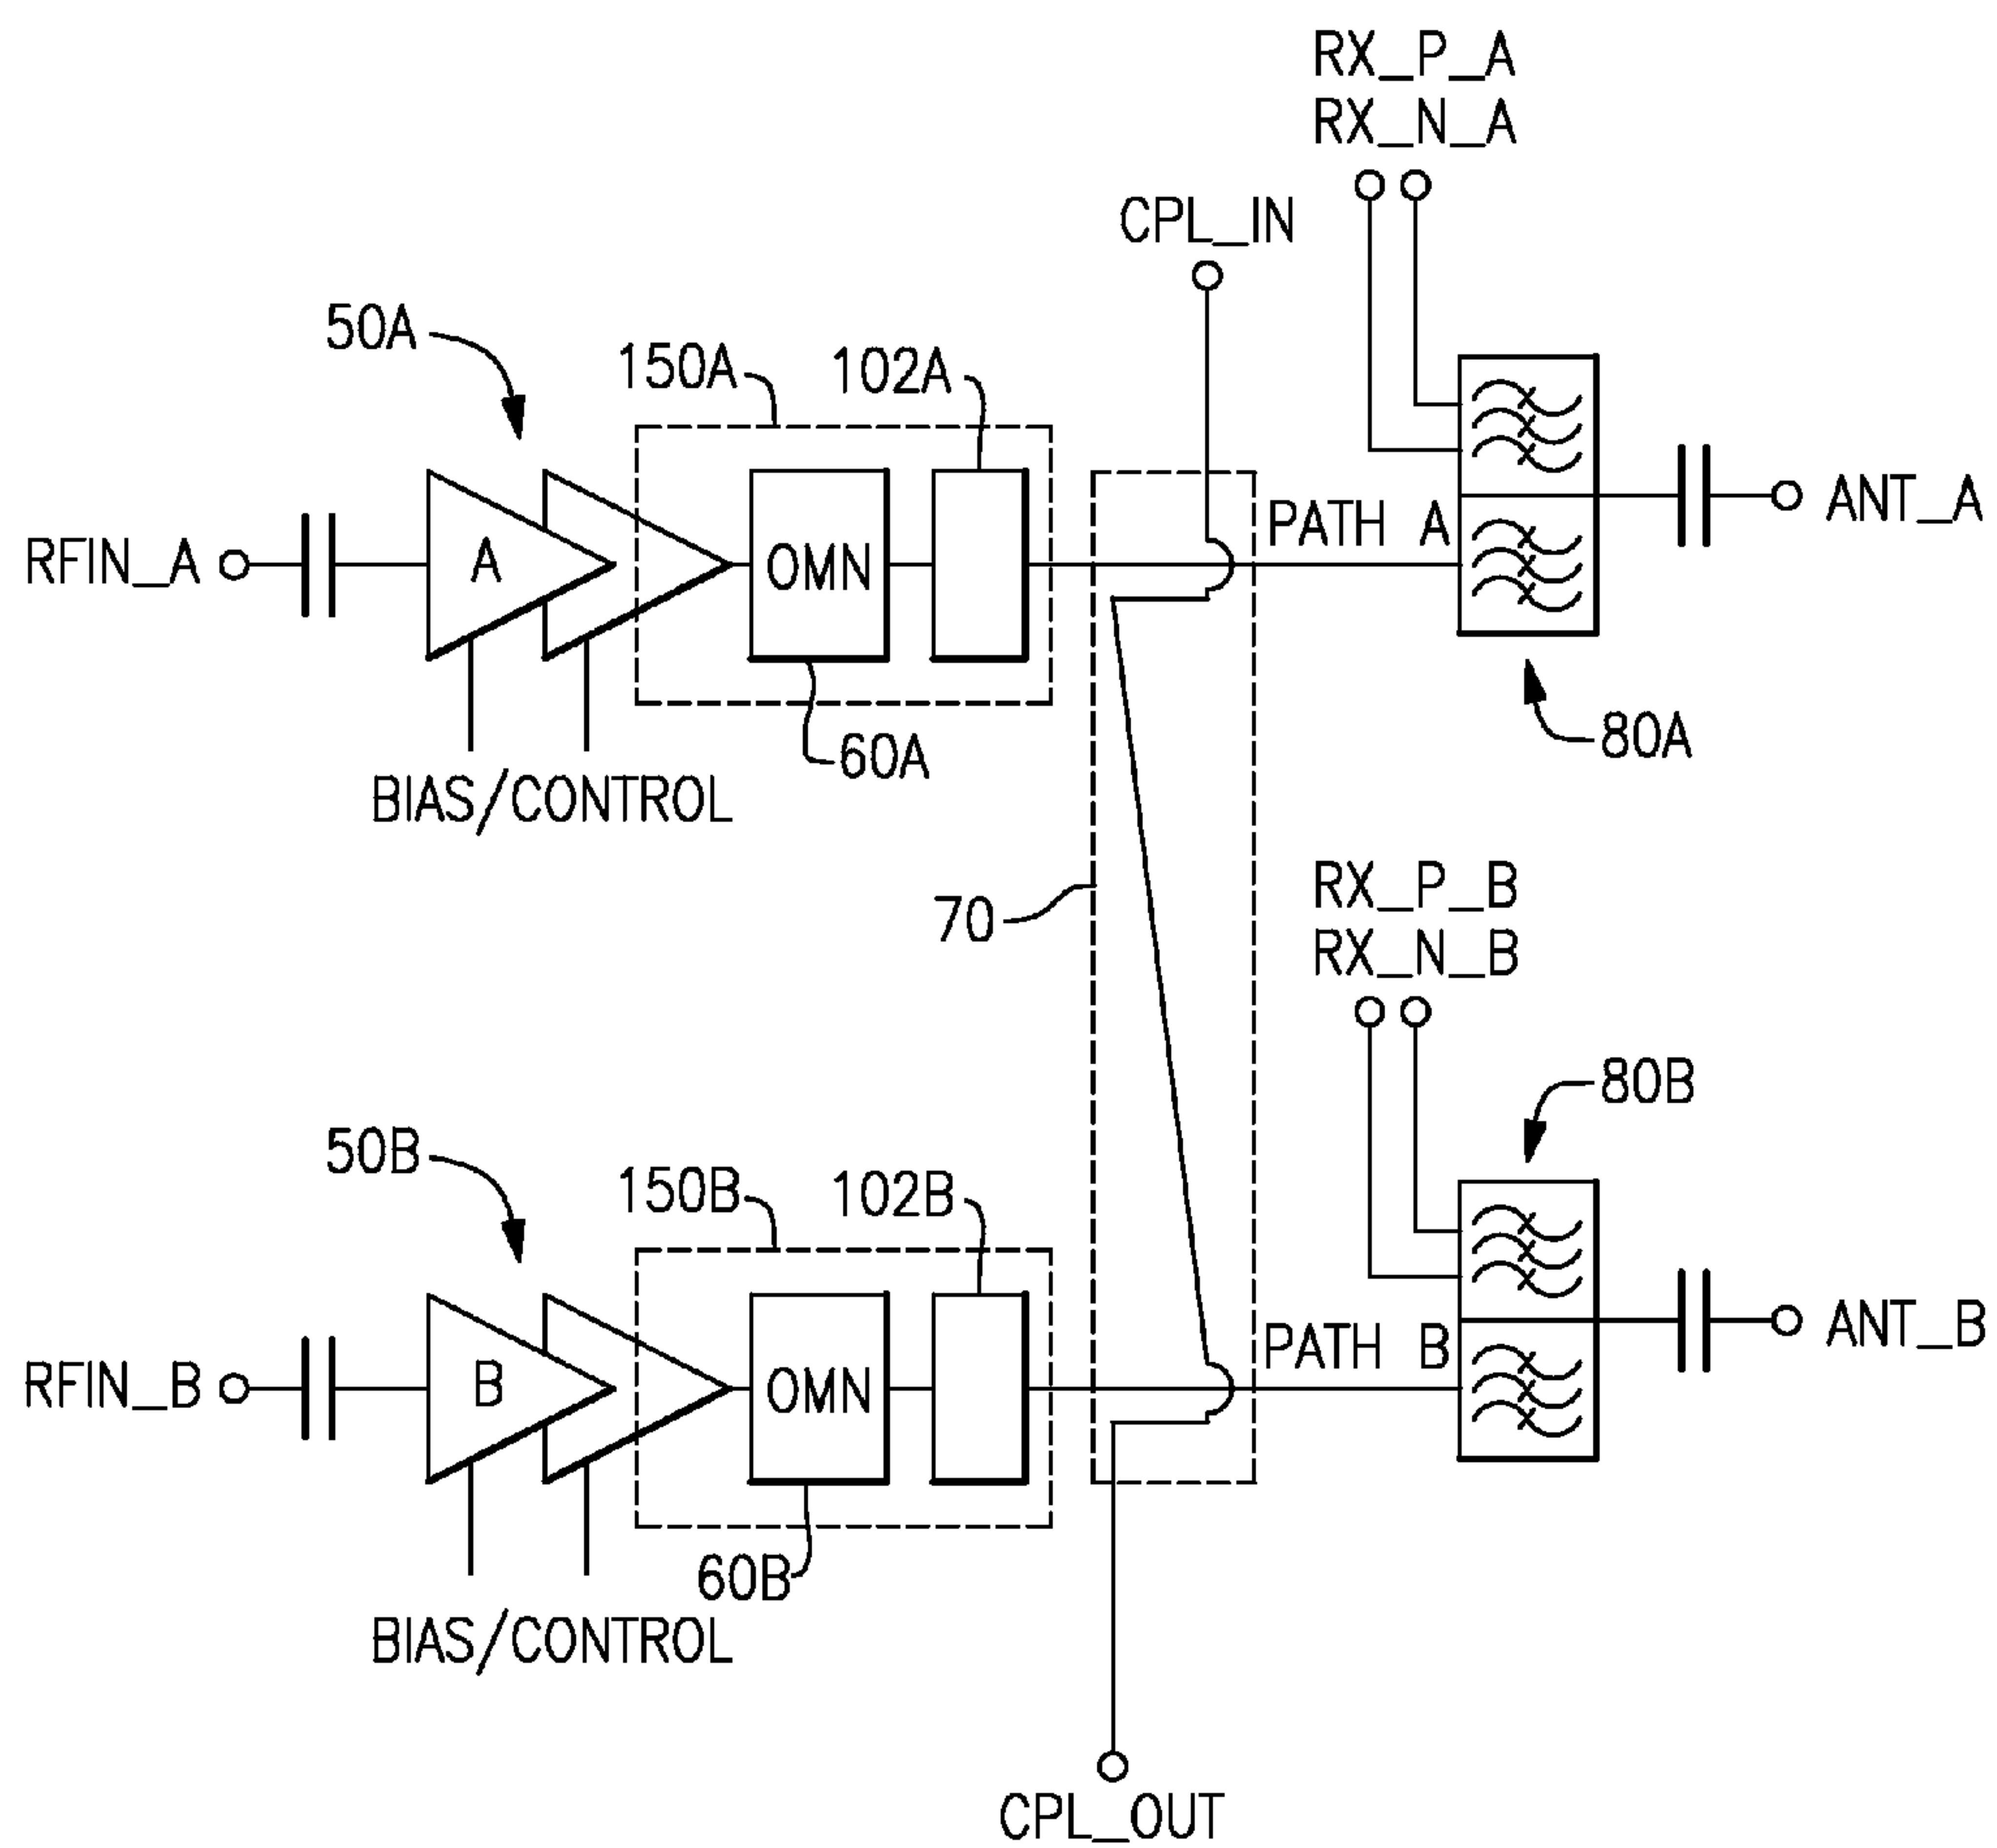 RX_P_A
RX_N_A
CPL_IN
50A
150A
102A
PATH A
ANT_A
RFIN_A
A
OMN
60A
80A
BIAS/CONTROL
70
RX_P_B
RX_N_B
80B
50B
150B
102B
PATH B
ANT_B
RFIN_B
B
OMN
60B
BIAS/CONTROL
CPL_OUT